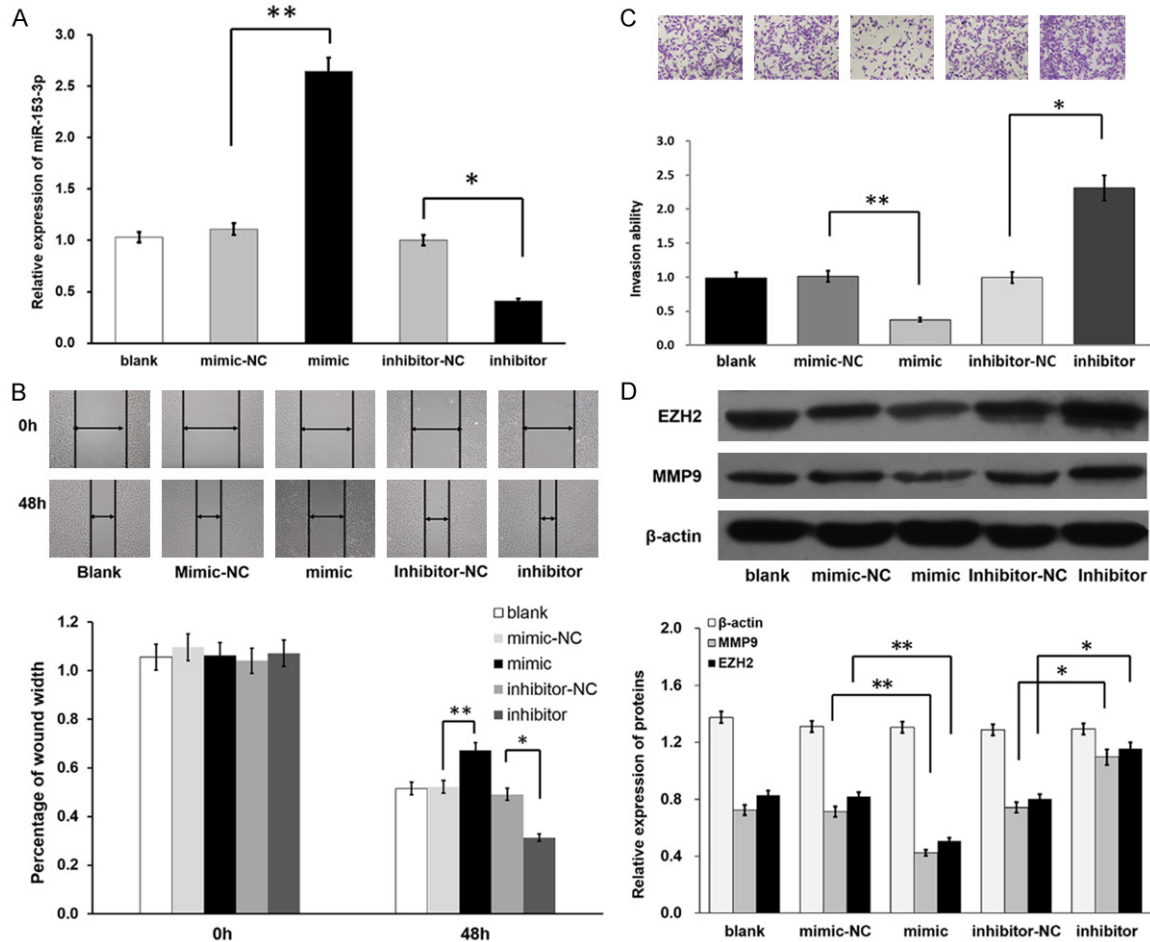 A
Relative expression of miR-153-3p
3.0
2.5
2.0
1.5
1.0
0.5
0.0
**
*
blank mimic-NC mimic inhibitor-NC inhibitor
B
0h
48h
Blank Mimic-NC mimic Inhibitor-NC inhibitor
Percentage of wound width
1.2
1.0
0.8
0.6
0.4
0.2
0.0
blank
mimic-NC
mimic
inhibitor-NC
inhibitor
**
*
0h 48h
C
Invasion ability
3.0
2.5
2.0
1.5
1.0
0.5
0.0
**
*
blank mimic-NC mimic inhibitor-NC inhibitor
D
EZH2
MMP9
β-actin
blank mimic-NC mimic Inhibitor-NC Inhibitor
Relative expression of proteins
2.0
1.6
1.2
0.8
0.4
0.0
β-actin
MMP9
EZH2
**
**
*
*
blank mimic-NC mimic inhibitor-NC inhibitor